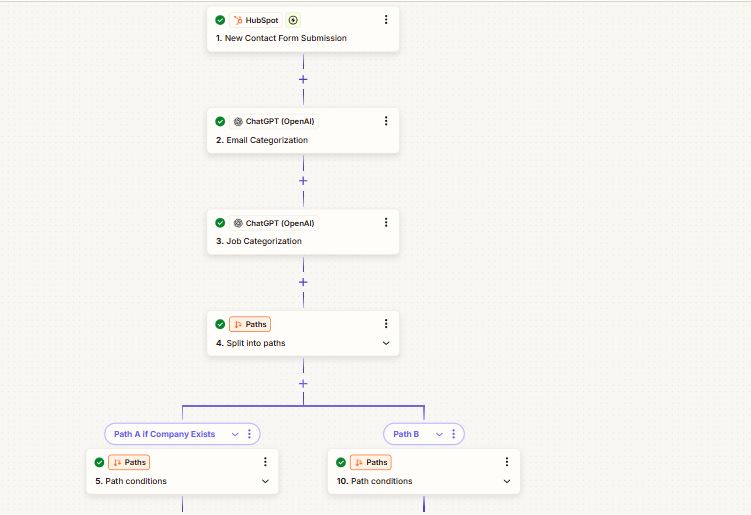 HubSpot
1. New Contact Form Submission
ChatGPT (OpenAI)
2. Email Categorization
ChatGPT (OpenAI)
3. Job Categorization
Paths
4. Split into paths
Path A if Company Exists
Path B
Paths
5. Path conditions
Paths
10. Path conditions